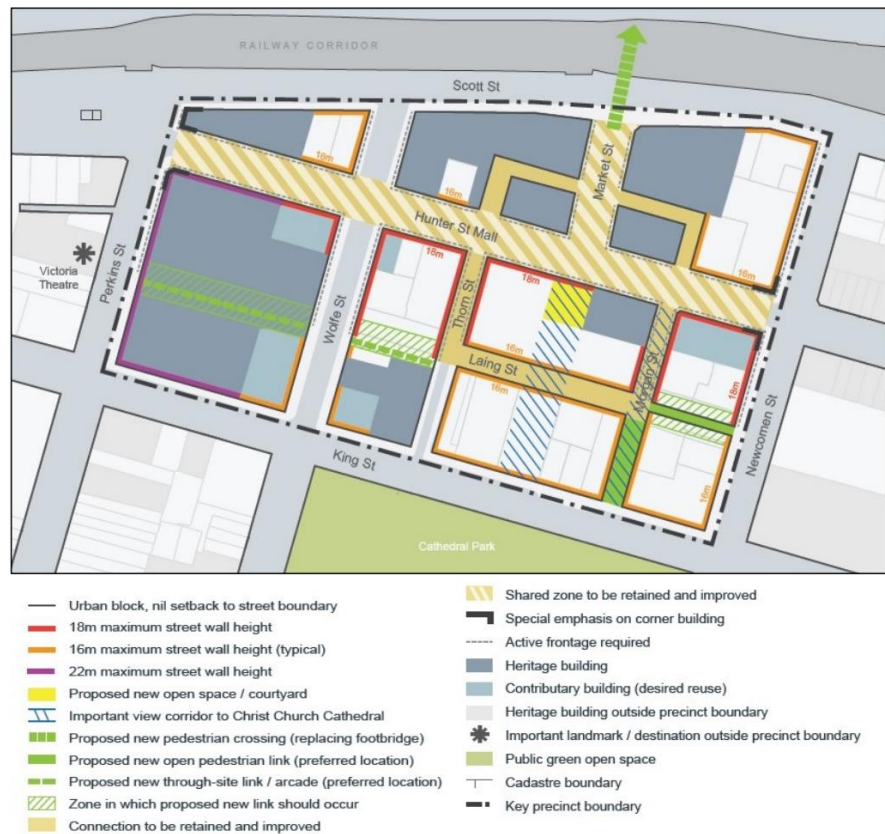 RAILWAY CORRIDOR
Scott St
16m
Market St
16m
Hunter St Mall
16m
Victoria
Theatre
Perkins St
Wolfe St
18m
Thorn St
18m
16m
Laing St
16m
18m
Morgan St
18m
16m
Newcomen St
King St
Cathedral Park
Urban block, nil setback to street boundary
18m maximum street wall height
16m maximum street wall height (typical)
22m maximum street wall height
Proposed new open space / courtyard
Important view corridor to Christ Church Cathedral
Proposed new pedestrian crossing (replacing footbridge)
Proposed new open pedestrian link (preferred location)
Proposed new through-site link / arcade (preferred location)
Zone in which proposed new link should occur
Connection to be retained and improved
Shared zone to be retained and improved
Special emphasis on corner building
Active frontage required
Heritage building
Contributary building (desired reuse)
Heritage building outside precinct boundary
Important landmark / destination outside precinct boundary
Public green open space
Cadastre boundary
Key precinct boundary